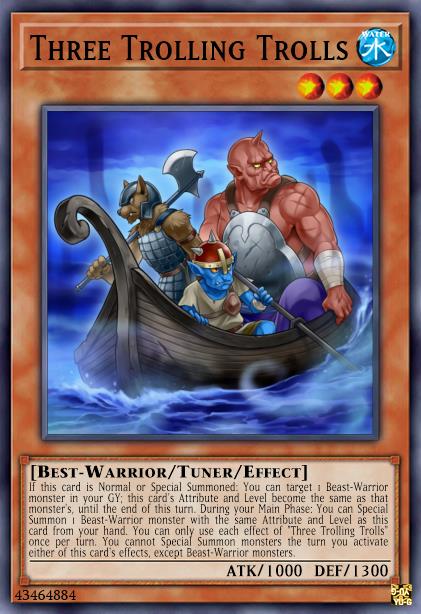 Three Trolling Trolls
WATER
水
[Best-Warrior/Tuner/Effect]
If this card is Normal or Special Summoned: You can target 1 Beast-Warrior
monster in your GY; this card's Attribute and Level become the same as that
monster's, until the end of this turn. During your Main Phase: You can Special
Summon 1 Beast-Warrior monster with the same Attribute and Level as this
card from your hand. You can only use each effect of "Three Trolling Trolls"
once per turn. You cannot Special Summon monsters the turn you activate
either of this card's effects, except Beast-Warrior monsters.
ATK/1000 DEF/1300
43464884